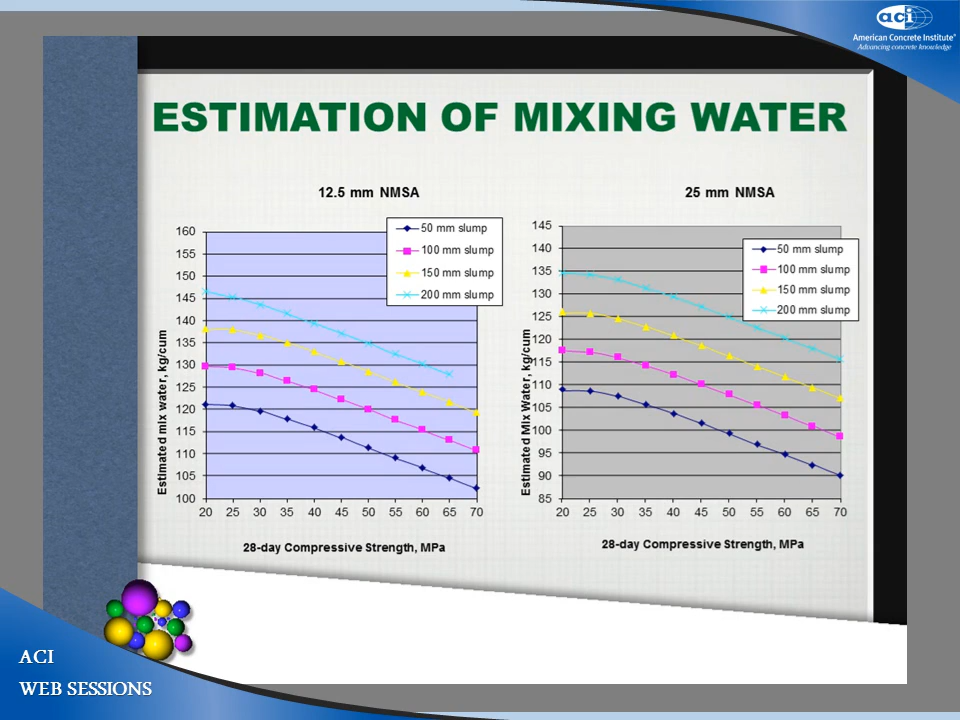 aci
American Concrete Institute®
Advancing concrete knowledge
ESTIMATION OF MIXING WATER
12.5 mm NMSA
50 mm slump
100 mm slump
150 mm slump
200 mm slump
160
155
150
145
140
135
130
125
120
115
110
105
100
Estimated mix water, kg/cum
20 25 30 35 40 45 50 55 60 65 70
28-day Compressive Strength, MPa
25 mm NMSA
50 mm slump
100 mm slump
150 mm slump
200 mm slump
145
140
135
130
125
120
115
110
105
100
95
90
85
Estimated Mix Water, kg/cum
20 25 30 35 40 45 50 55 60 65 70
28-day Compressive Strength, MPa
ACI
WEB SESSIONS